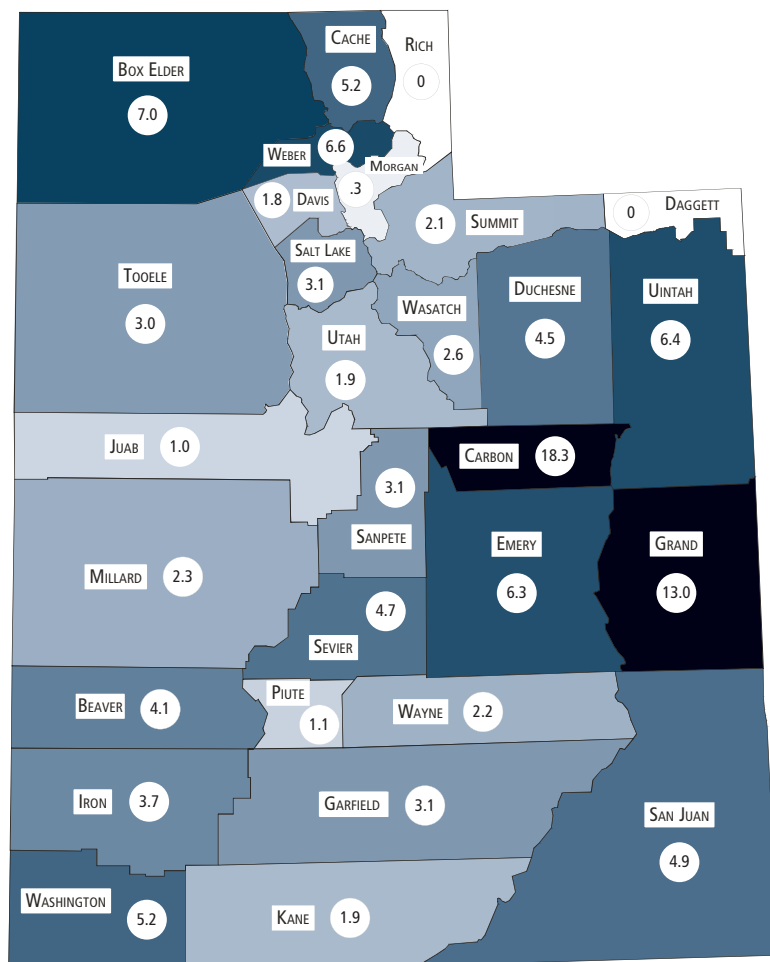 CACHE
5.2
RICH
0
BOX ELDER
7.0
WEBER
6.6
MORGAN
.3
1.8
DAVIS
2.1
SUMMIT
0
DAGGETT
SALT LAKE
3.1
TOOELE
3.0
WASATCH
2.6
DUCHESNE
4.5
UINTAH
6.4
UTAH
1.9
JUAB
1.0
CARBON
18.3
3.1
SANPETE
EMERY
6.3
GRAND
13.0
MILLARD
2.3
4.7
SEVIER
BEAVER
4.1
PIUTE
1.1
WAYNE
2.2
IRON
3.7
GARFIELD
3.1
SAN JUAN
4.9
WASHINGTON
5.2
KANE
1.9